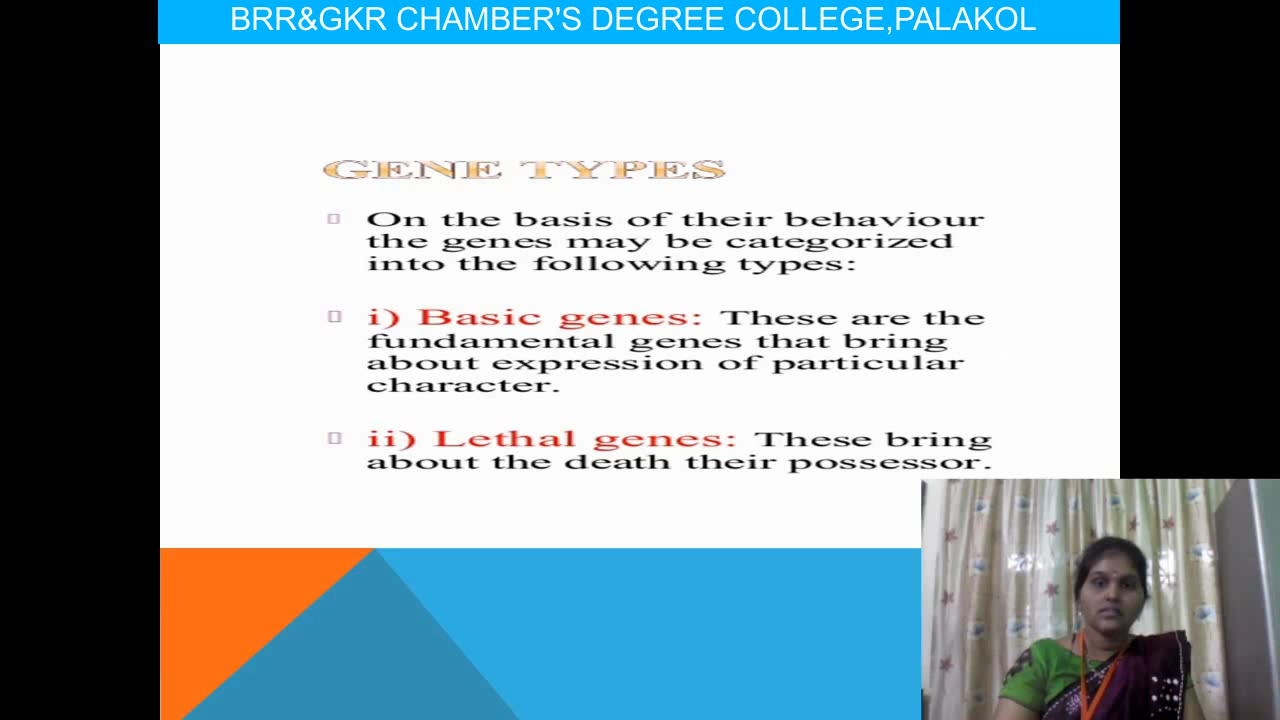 BRR&GKR CHAMBER'S DEGREE COLLEGE,PALAKOL
GENE TYPES
On the basis of their behaviour
the genes may be categorized
into the following types:
i) Basic genes: These are the
fundamental genes that bring
about expression of particular
character.
ii) Lethal genes: These bring
about the death their possessor.